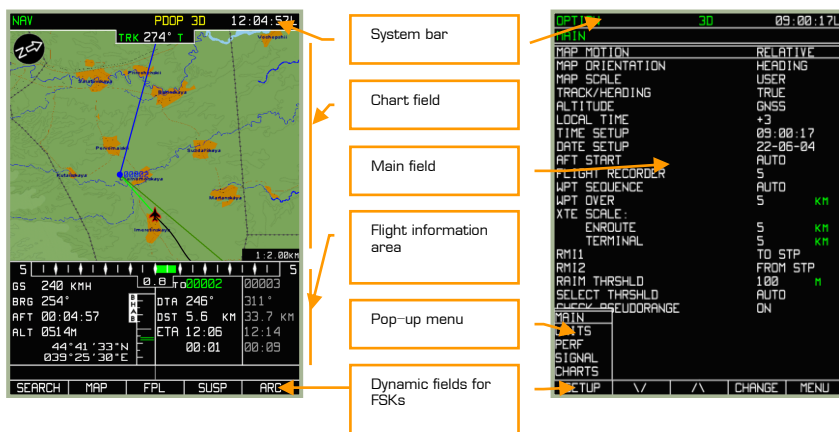 NAV PDOP 3D 12:04:57L
TRK 274° T
N
00002
1:2.00KM
5 5
0.8
GS 240 KMH
BRG 254°
AFT 00:04:57
ALT 0514M
44°41'33"N
039°25'30"E
TO00002 00003
DTA 246° 311°
DST 5.6 KM 33.7 KM
ETA 12:06 12:14
00:01 00:09
SEARCH MAP FPL SUSP ARC
System bar
Chart field
Main field
Flight information
area
Pop-up menu
Dynamic fields for
FSKs
3D 09:00:17L
MAIN
MAP MOTION RELATIVE
MAP ORIENTATION HEADING
MAP SCALE USER
TRACK/HEADING TRUE
ALTITUDE GNSS
LOCAL TIME +3
TIME SETUP 09:00:17
DATE SETUP 22-06-04
AFT START AUTO
FLIGHT RECORDER 5
WPT SEQUENCE AUTO
WPT OVER 5 KM
XTE SCALE:
ENROUTE 5 KM
TERMINAL 5 KM
RMI1 TO STP
RMI2 FROM STP
RAIM THRSHLD 100 M
SELECT THRSHLD AUTO
CHECK PSEUDORANGE ON
MAIN
PERF
SIGNAL
CHARTS
SETUP \/ /\ CHANGE MENU